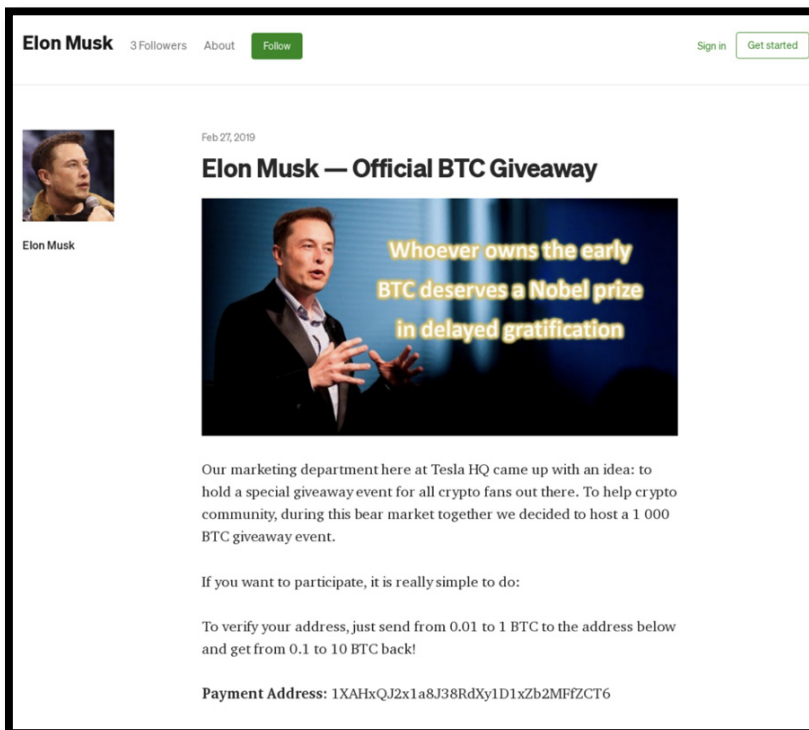 Elon Musk 3 Followers About Follow Sign in Get started
Feb 27, 2019
Elon Musk — Official BTC Giveaway
Whoever owns the early
BTC deserves a Nobel prize
in delayed gratification
Elon Musk
Our marketing department here at Tesla HQ came up with an idea: to
hold a special giveaway event for all crypto fans out there. To help crypto
community, during this bear market together we decided to host a 1 000
BTC giveaway event.
If you want to participate, it is really simple to do:
To verify your address, just send from 0.01 to 1 BTC to the address below
and get from 0.1 to 10 BTC back!
Payment Address: 1XAHxQJ2x1a8J38RdXy1D1xZb2MFfZCT6